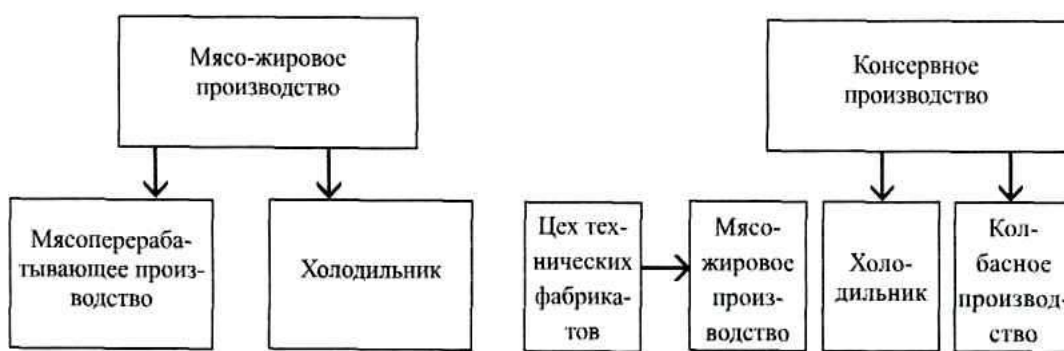 Мясо-жировое
производство
Консервное
производство
Мясоперераба-
тывающее произ-
водство
Холодильник
Цех тех-
нических
фабрика-
тов
Мясо-
жировое
произ-
водство
Холо-
дильник
Кол-
басное
производ-
ство